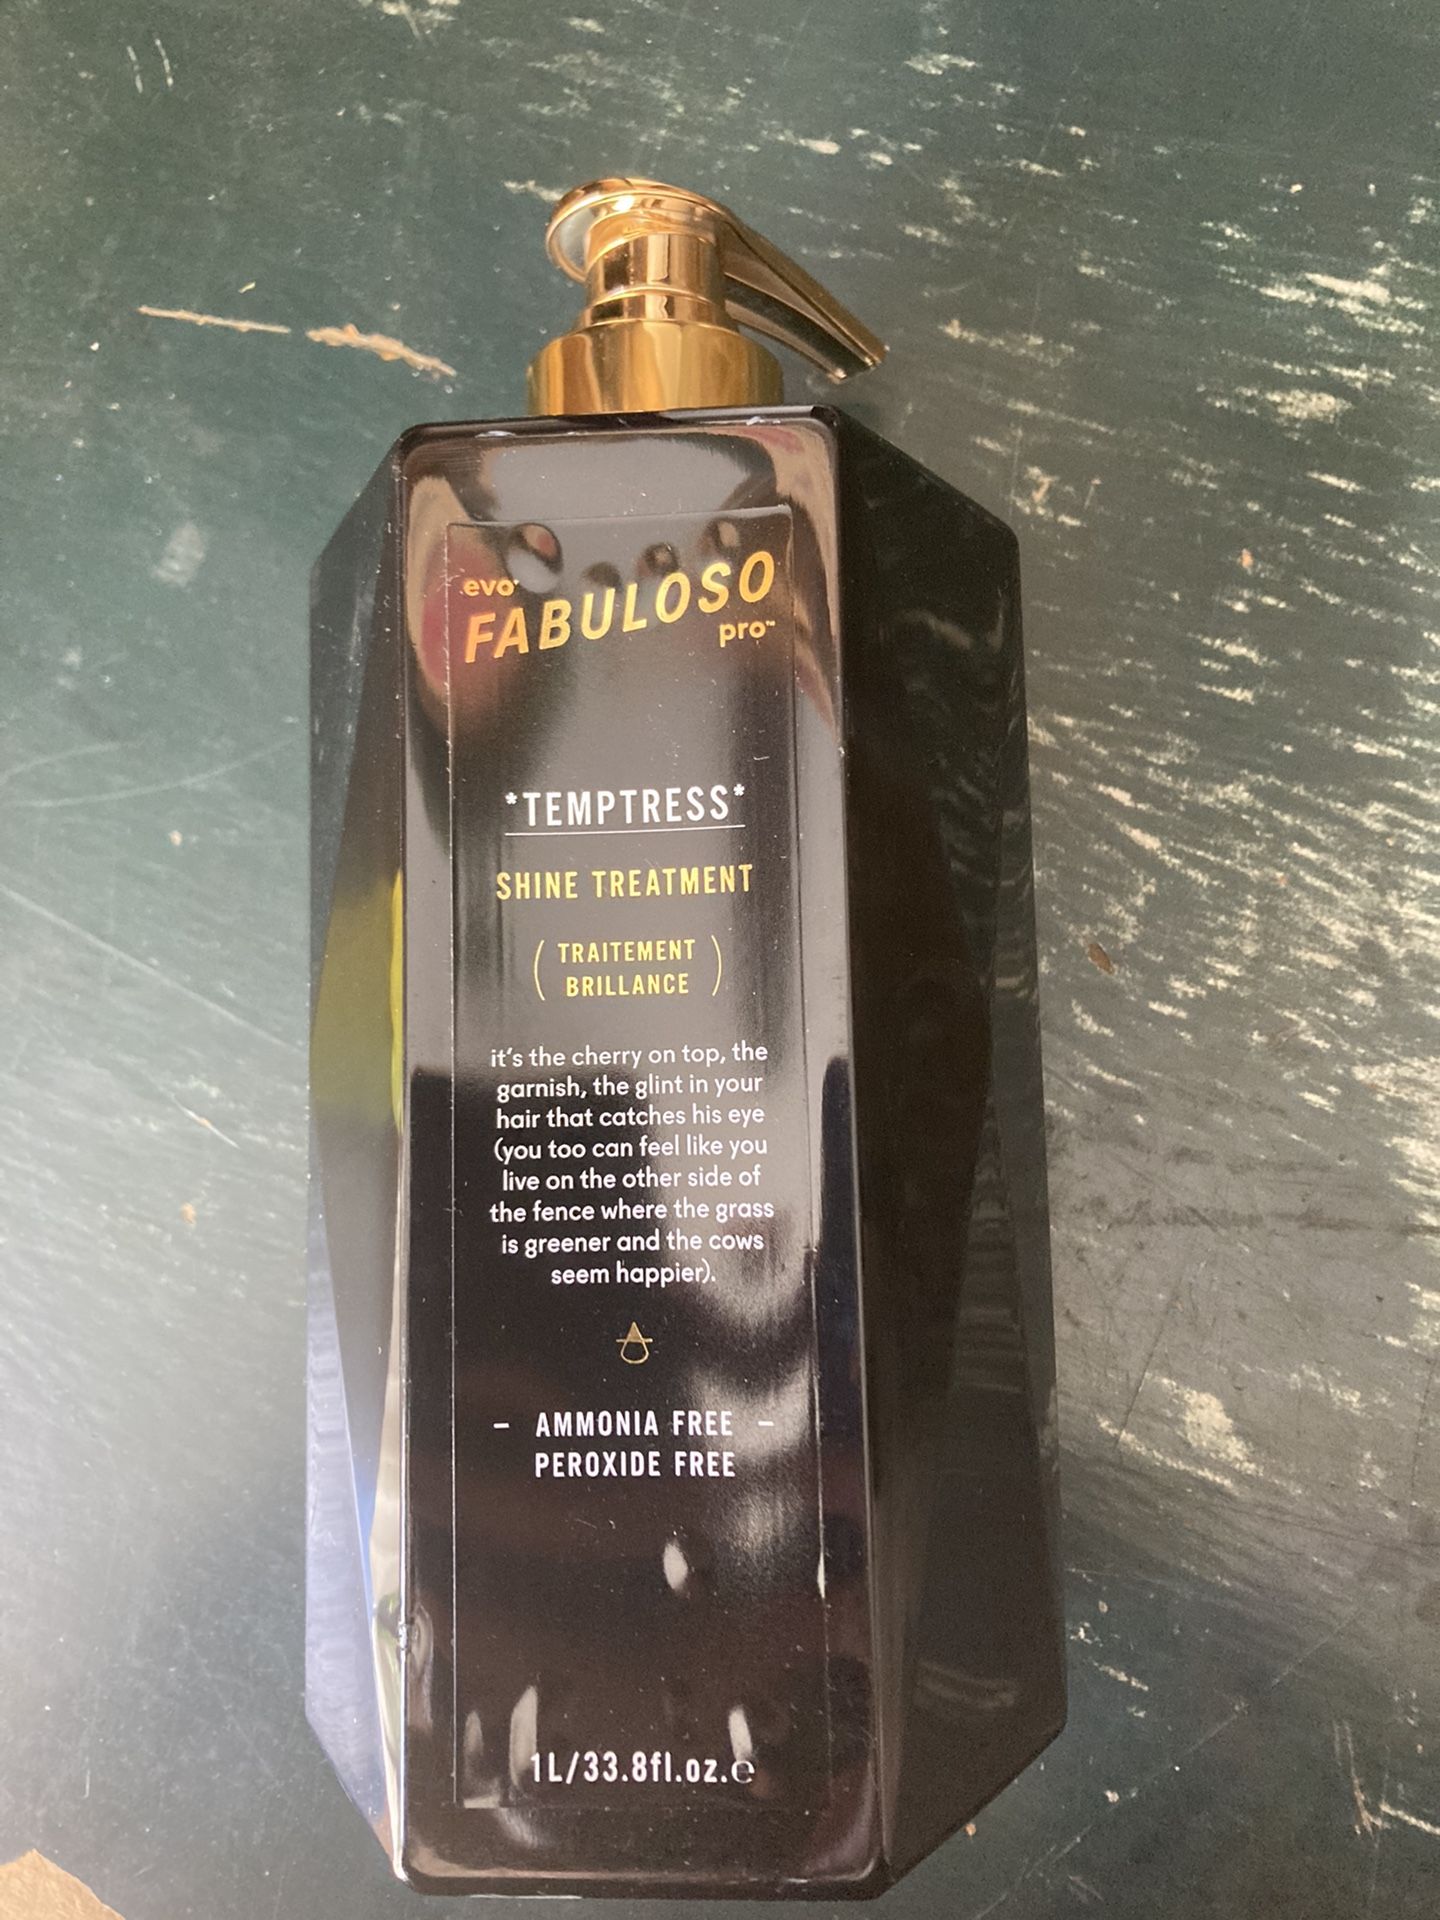 evo®
FABULOSO
pro™
*TEMPTRESS*
SHINE TREATMENT
(TRAITEMENT
BRILLANCE)
it's the cherry on top, the
garnish, the glint in your
hair that catches his eye
(you too can feel like you
live on the other side of
the fence where the grass
is greener and the cows
seem happier).
- AMMONIA FREE -
PEROXIDE FREE
1L/33.8fl.oz.℮